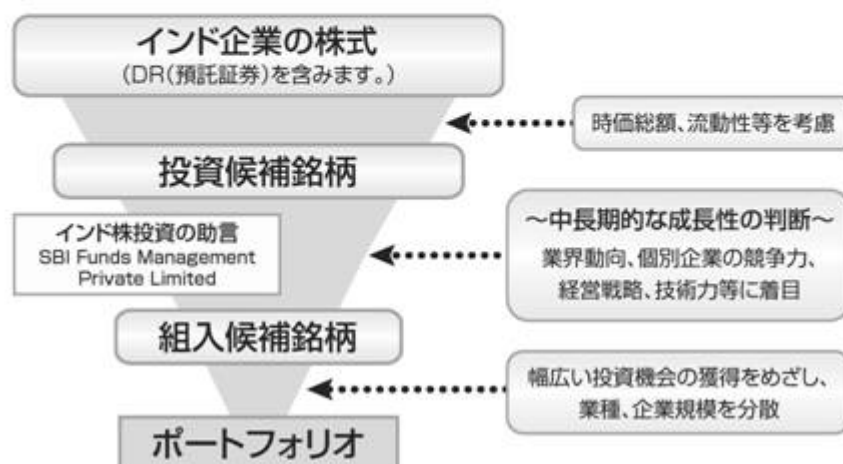 インド企業の株式
(DR(預託証券)を含みます。)
時価総額、流動性等を考慮
投資候補銘柄
インド株投資の助言
SBI Funds Management
Private Limited
～中長期的な成長性の判断～
業界動向、個別企業の競争力、
経営戦略、技術力等に着目
組入候補銘柄
幅広い投資機会の獲得をめざし、
業種、企業規模を分散
ポートフォリオ